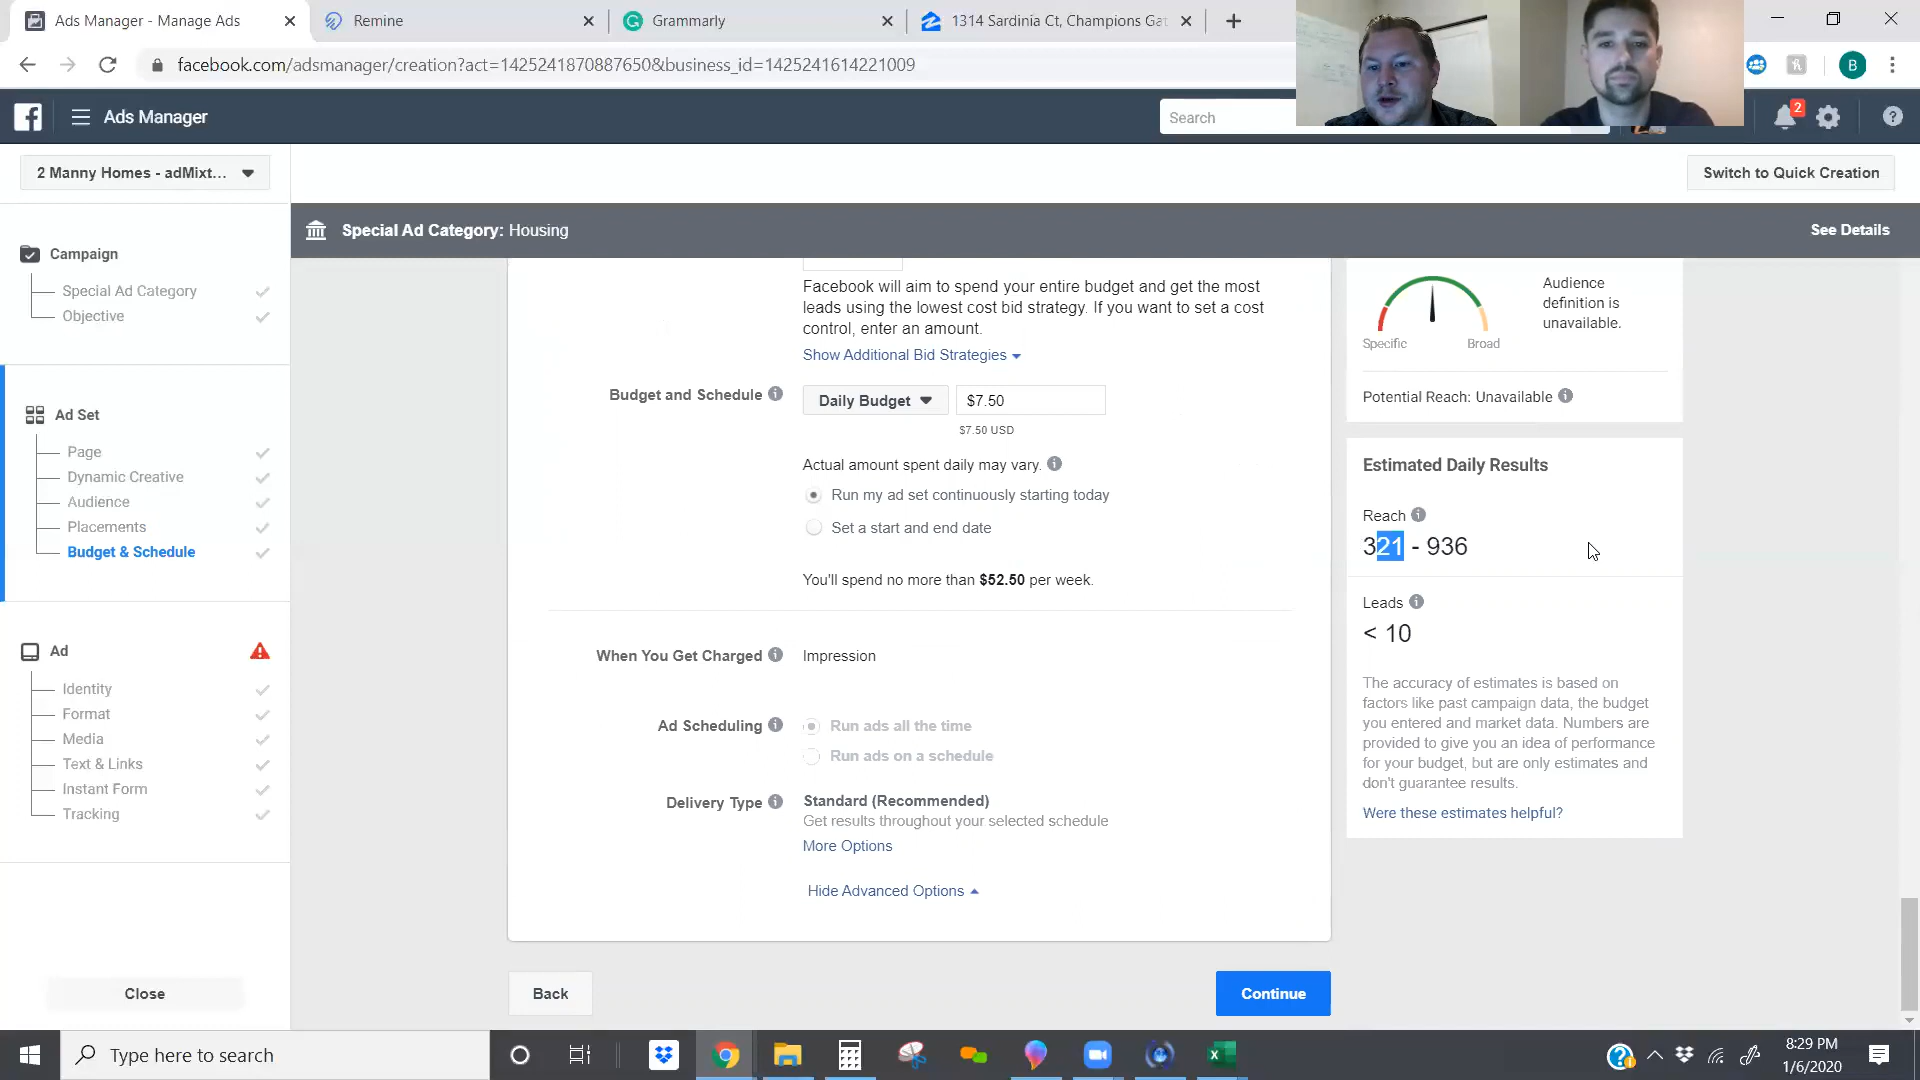 Ads Manager - Manage Ads
Remine
Grammarly
1314 Sardinia Ct, Champions Gat
facebook.com/adsmanager/creation?act=1425241870887650&business_id=1425241614221009
B
Ads Manager
Search
2
2 Manny Homes - adMixt...
Switch to Quick Creation
Special Ad Category: Housing
See Details
Campaign
Special Ad Category
Objective
Ad Set
Page
Dynamic Creative
Audience
Placements
Budget & Schedule
Ad
Identity
Format
Media
Text & Links
Instant Form
Tracking
Close
Facebook will aim to spend your entire budget and get the most
leads using the lowest cost bid strategy. If you want to set a cost
control, enter an amount.
Show Additional Bid Strategies
Budget and Schedule
Daily Budget
$7.50
$7.50 USD
Actual amount spent daily may vary.
Run my ad set continuously starting today
Set a start and end date
You'll spend no more than $52.50 per week.
When You Get Charged
Impression
Ad Scheduling
Run ads all the time
Run ads on a schedule
Delivery Type
Standard (Recommended)
Get results throughout your selected schedule
More Options
Hide Advanced Options
Back
Continue
Specific
Broad
Audience
definition is
unavailable.
Potential Reach: Unavailable
Estimated Daily Results
Reach
321 - 936
Leads
< 10
The accuracy of estimates is based on
factors like past campaign data, the budget
you entered and market data. Numbers are
provided to give you an idea of performance
for your budget, but are only estimates and
don't guarantee results.
Were these estimates helpful?
Type here to search
8:29 PM
1/6/2020